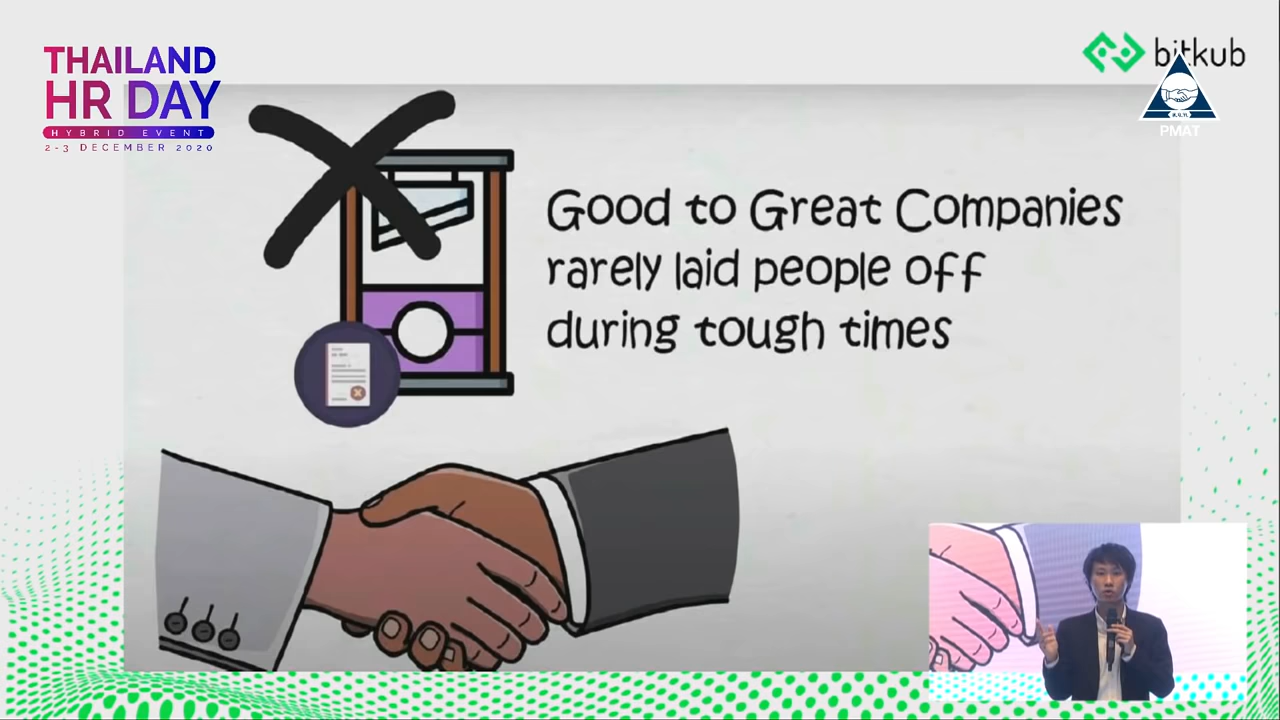 THAILAND
HR DAY
HYBRID EVENT
2-3 DECEMBER 2020
bitkub
PMAT
Good to Great Companies
rarely laid people off
during tough times